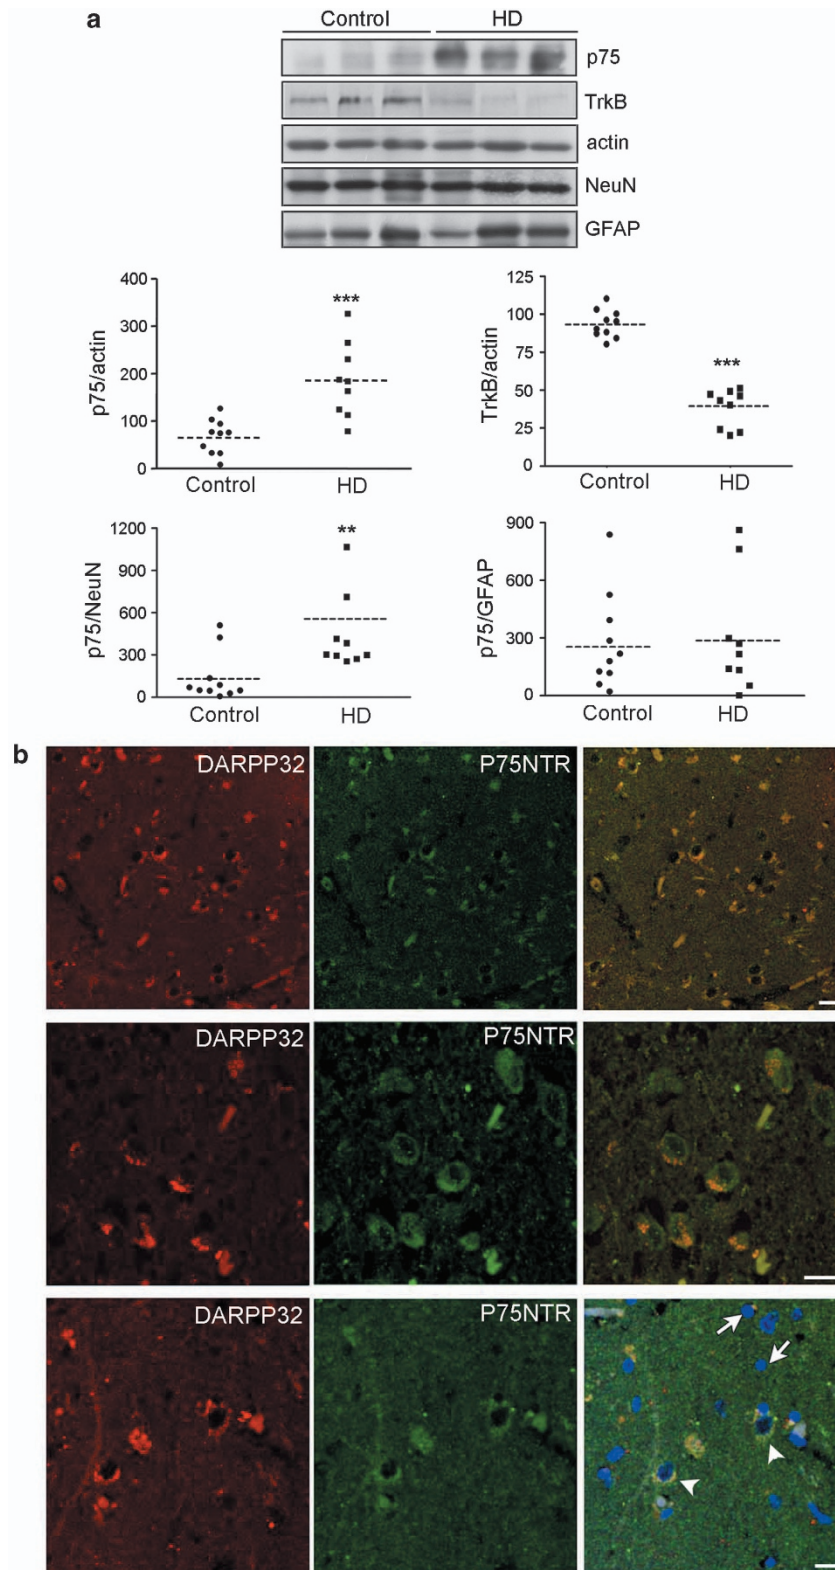 a
Control HD
p75
TrkB
actin
NeuN
GFAP
p75/actin
400
300
200
100
0
***
Control HD
TrkB/actin
125
100
75
50
25
0
***
Control HD
p75/NeuN
1200
900
600
300
0
**
Control HD
p75/GFAP
900
600
300
0
Control HD
b
DARPP32 P75NTR
DARPP32 P75NTR
DARPP32 P75NTR